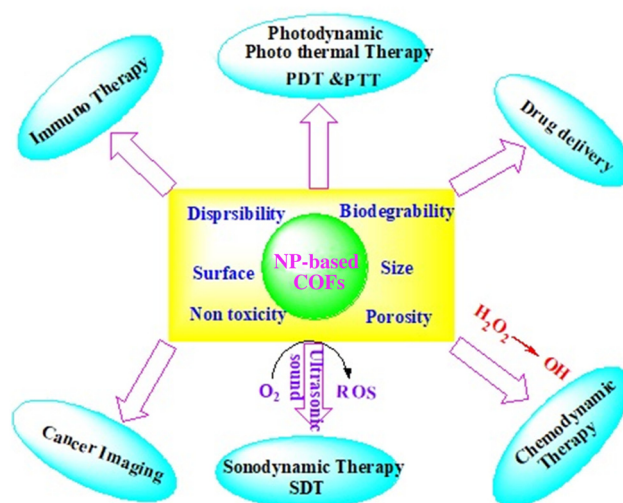 Photodynamic
Photo thermal Therapy
PDT &PTT
Immuno Therapy
Drug delivery
Disprsibility
Biodegrability
NP-based
COFs
Surface
Size
Non toxicity
Porosity
H2O2
OH
O2
Ultrasonic
sound
ROS
Cancer Imaging
Sonodynamic Therapy
SDT
Chemodynamic
Therapy